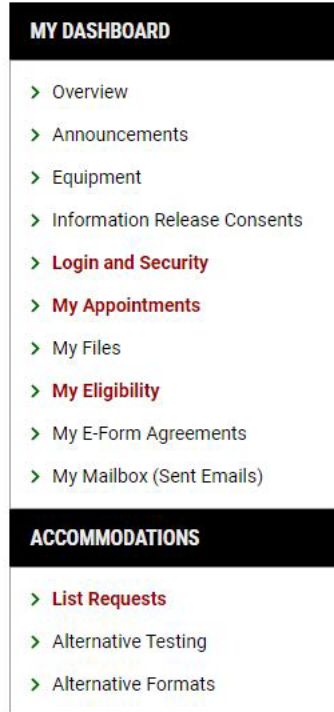 MY DASHBOARD
Overview
Announcements
Equipment
Information Release Consents
Login and Security
My Appointments
My Files
My Eligibility
My E-Form Agreements
My Mailbox (Sent Emails)
ACCOMMODATIONS
List Requests
Alternative Testing
Alternative Formats